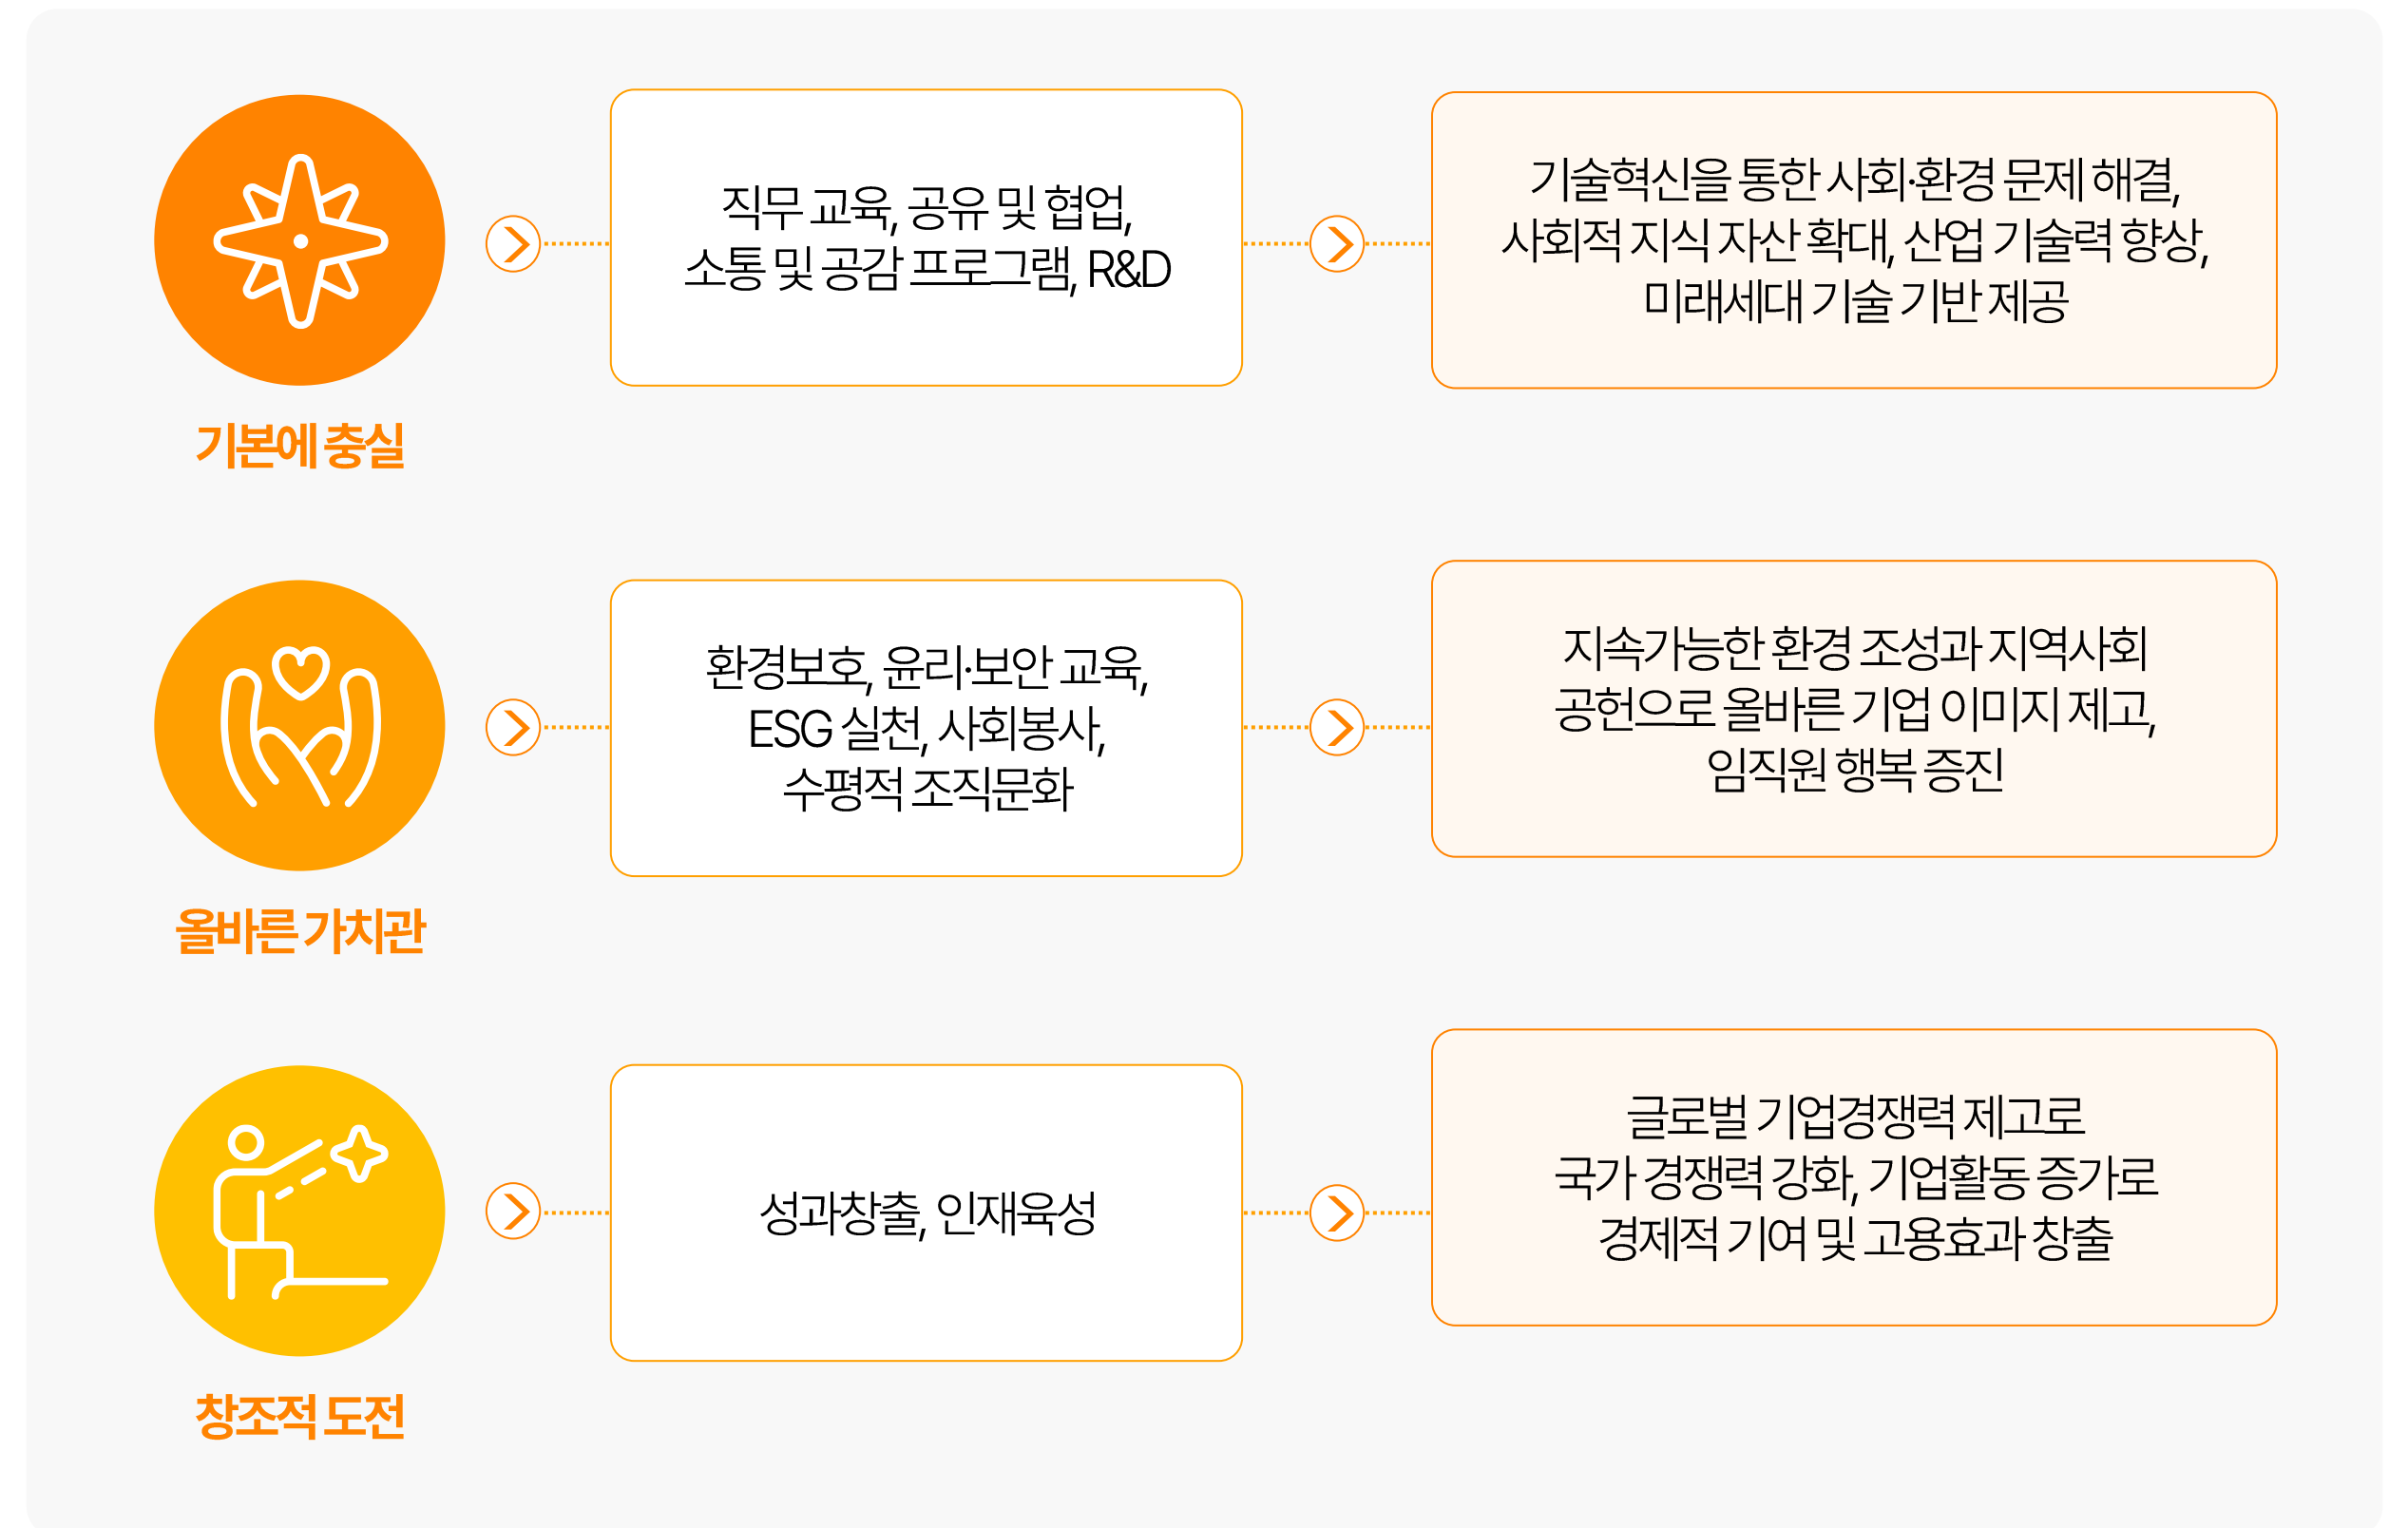 직무 교육, 공유 및 협업,
소통 및 공감 프로그램, R&D
기술혁신을 통한 사회·환경 문제 해결,
사회적 지식 자산 확대, 산업 기술력 향상,
미래세대 기술 기반 제공
기본에 충실
환경보호, 윤리·보안 교육,
ESG 실천, 사회봉사,
수평적 조직문화
지속가능한 환경 조성과 지역사회
공헌으로 올바른 기업 이미지 제고,
임직원 행복 증진
올바른 가치관
성과창출, 인재육성
글로벌 기업경쟁력 제고로
국가 경쟁력 강화, 기업활동 증가로
경제적 기여 및 고용효과 창출
창조적 도전